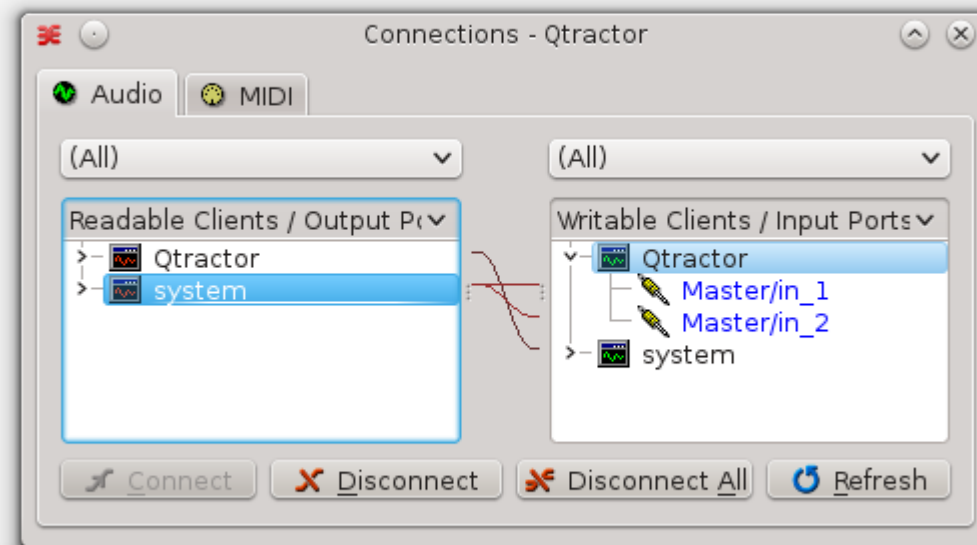 Connections - Qtractor
Audio
MIDI
(All)
(All)
Readable Clients / Output
Writable Clients / Input Ports
Qtractor
system
Qtractor
Master/in_1
Master/in_2
system
Connect
Disconnect
Disconnect All
Refresh